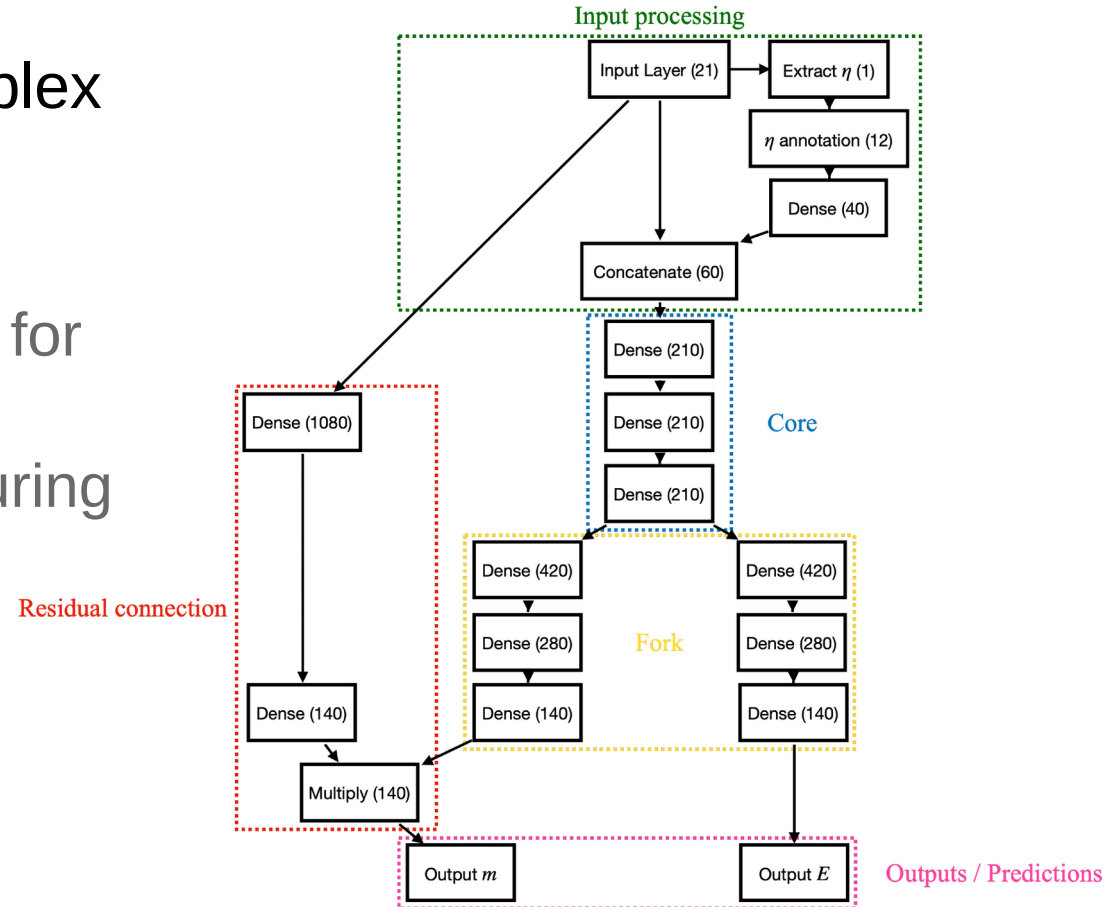 Input processing
plex
Input Layer (21)
Extract η (1)
η annotation (12)
Dense (40)
Concatenate (60)
for
Dense (210)
Dense (1080)
Dense (210)
Core
uring
Dense (210)
Dense (420)
Dense (420)
Residual connection
Dense (280)
Fork
Dense (280)
Dense (140)
Dense (140)
Dense (140)
Multiply (140)
Output m
Output E
Outputs / Predictions